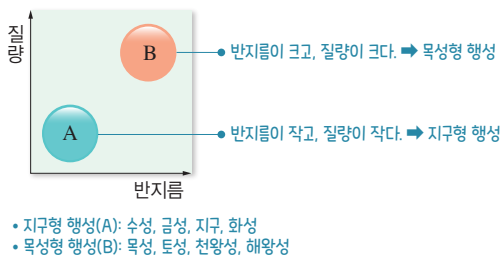 질량
B
반지름이 크고, 질량이 크다. ➡ 목성형 행성
A
반지름이 작고, 질량이 작다. ➡ 지구형 행성
반지름
• 지구형 행성(A): 수성, 금성, 지구, 화성
• 목성형 행성(B): 목성, 토성, 천왕성, 해왕성